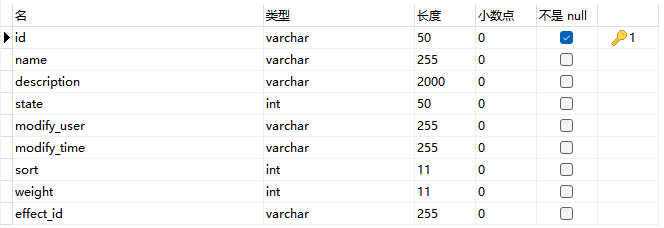 名 类型 长度 小数点 不是 null
id varchar 50 0 1
name varchar 255 0
description varchar 2000 0
state int 50 0
modify_user varchar 255 0
modify_time varchar 255 0
sort int 11 0
weight int 11 0
effect_id varchar 255 0